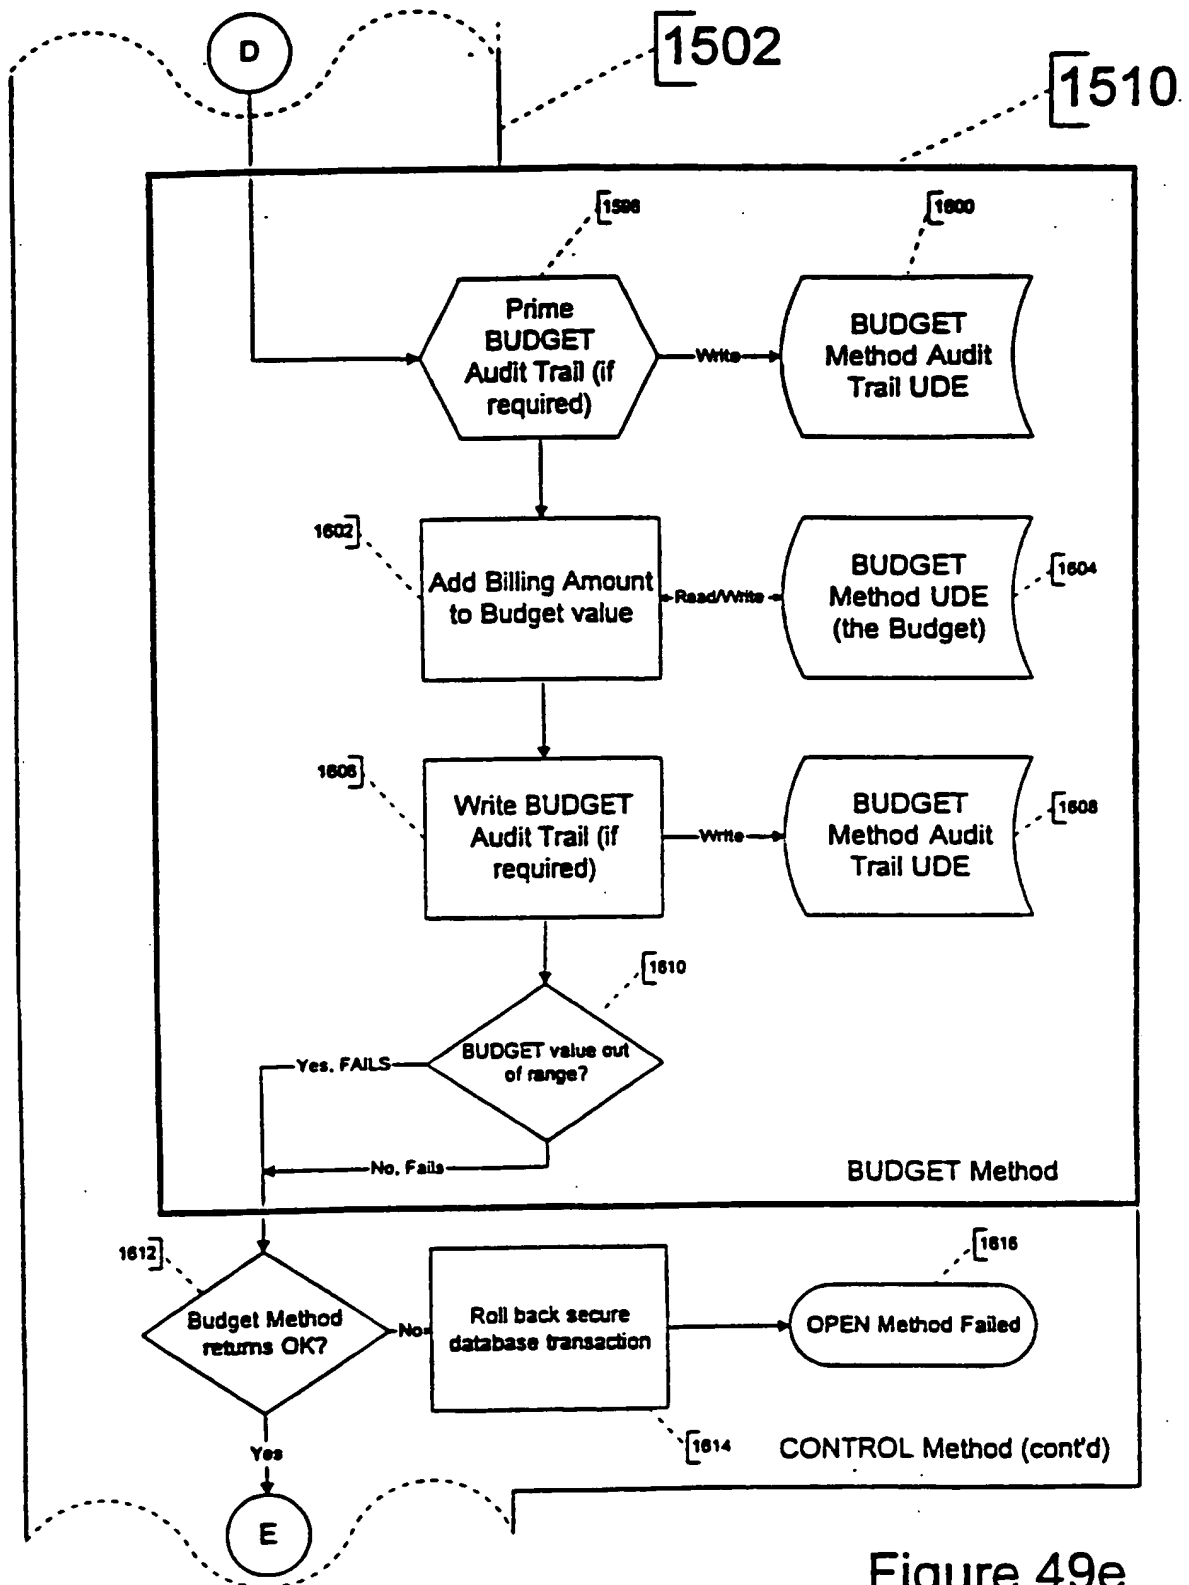 D
1502
1510
1598
1600
Prime
BUDGET
Audit Trail (if
required)
Write
BUDGET
Method Audit
Trail UDE
1602
Add Billing Amount
to Budget value
Read/Write
BUDGET
Method UDE
(the Budget)
1604
1606
Write BUDGET
Audit Trail (if
required)
Write
BUDGET
Method Audit
Trail UDE
1608
1610
BUDGET value out
of range?
Yes, FAILS
No, Fails
BUDGET Method
1612
Budget Method
returns OK?
No
Roll back secure
database transaction
1616
OPEN Method Failed
1614
CONTROL Method (cont'd)
Yes
E
Figure 49e